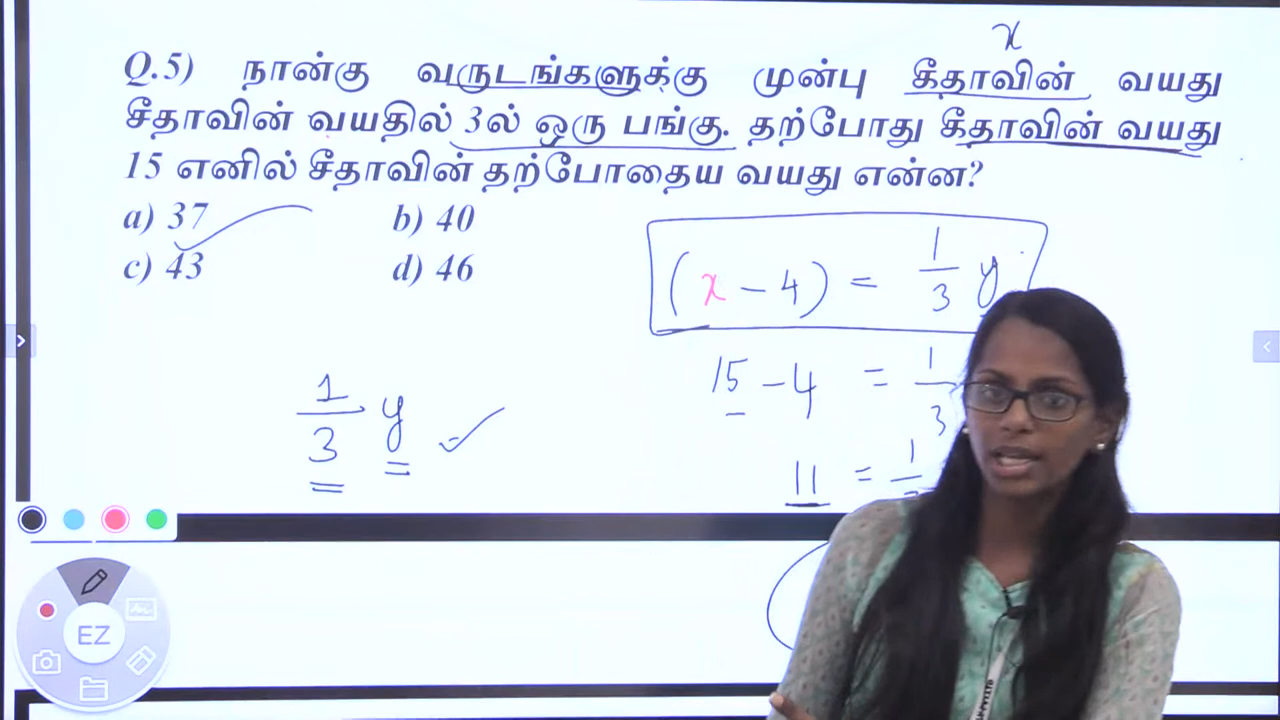 x
Q.5) நான்கு வருடங்களுக்கு முன்பு கீதாவின் வயது
சீதாவின் வயதில் 3ல் ஒரு பங்கு. தற்போது கீதாவின் வயது
15 எனில் சீதாவின் தற்போதைய வயது என்ன?
a) 37 b) 40
c) 43 d) 46
(x - 4) = 1/3 y
15 - 4 = 1/3
1/3 y
11 = 1/
EZ